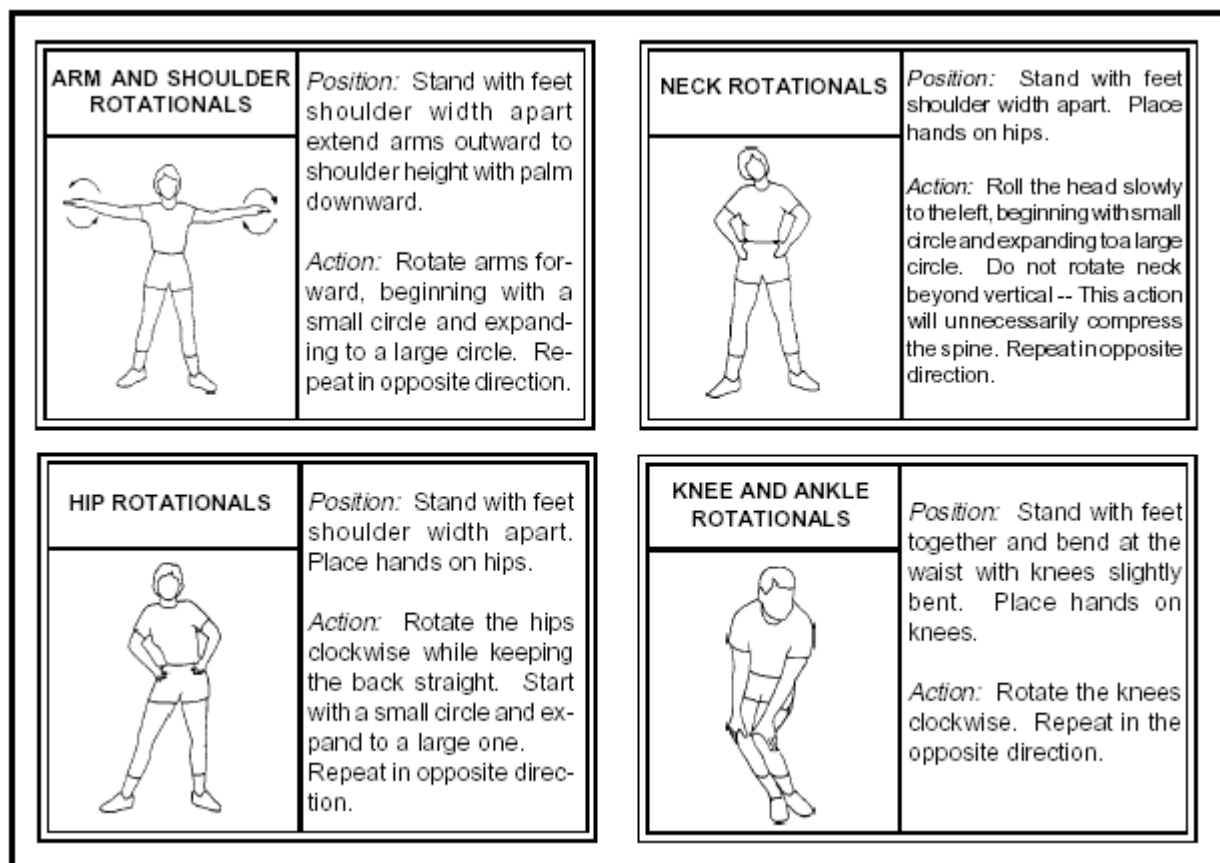 ARM AND SHOULDER
ROTATIONALS
Position: Stand with feet
shoulder width apart
extend arms outward to
shoulder height with palm
downward.
Action: Rotate arms for-
ward, beginning with a
small circle and expand-
ing to a large circle. Re-
peat in opposite direction.
NECK ROTATIONALS
Position: Stand with feet
shoulder width apart. Place
hands on hips.
Action: Roll the head slowly
to the left, beginning with small
circle and expanding to a large
circle. Do not rotate neck
beyond vertical -- This action
will unnecessarily compress
the spine. Repeat in opposite
direction.
HIP ROTATIONALS
Position: Stand with feet
shoulder width apart.
Place hands on hips.
Action: Rotate the hips
clockwise while keeping
the back straight. Start
with a small circle and ex-
pand to a large one.
Repeat in opposite direc-
tion.
KNEE AND ANKLE
ROTATIONALS
Position: Stand with feet
together and bend at the
waist with knees slightly
bent. Place hands on
knees.
Action: Rotate the knees
clockwise. Repeat in the
opposite direction.